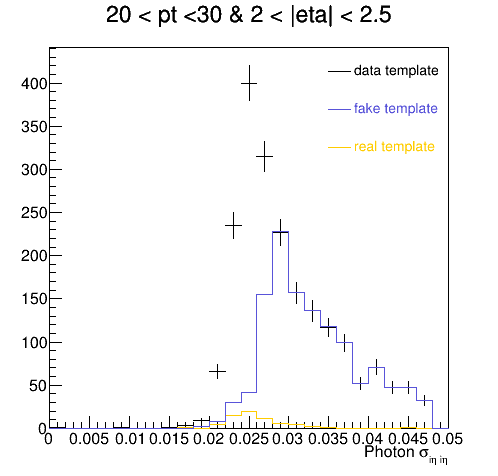 20 < pt <30 & 2 < |eta| < 2.5
data template
fake template
real template
400
350
300
250
200
150
100
50
0
0 0.005 0.01 0.015 0.02 0.025 0.03 0.035 0.04 0.045 0.05
Photon σiη iη